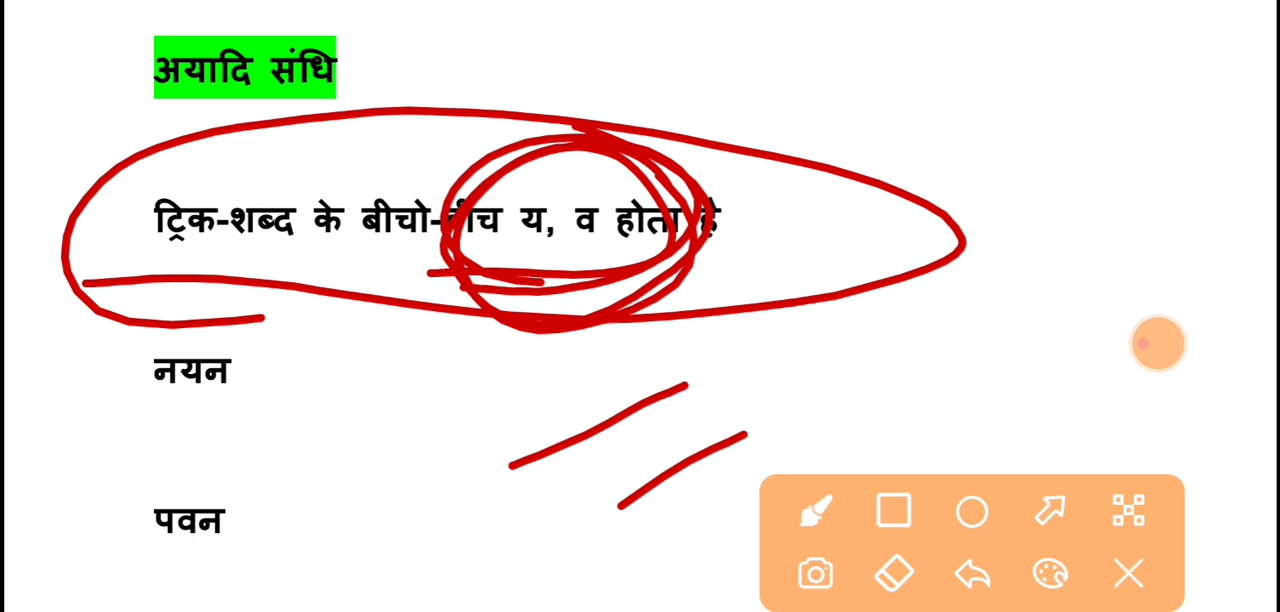 अयादि संधि
ट्रिक-शब्द के बीचो-बीच य, व होता है
नयन
पवन